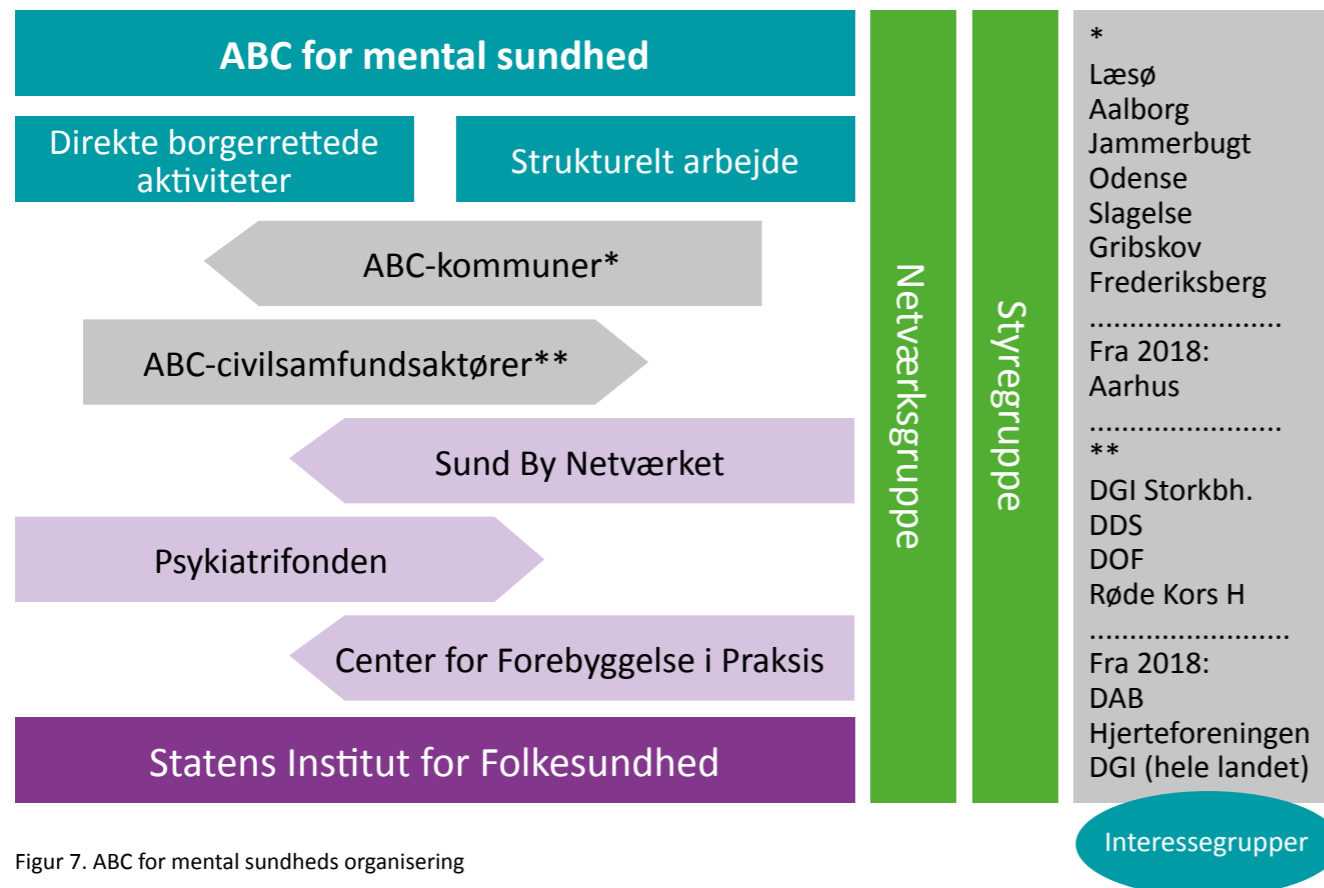 ABC for mental sundhed
Direkte borgerrettede
aktiviteter
Strukturelt arbejde
ABC-kommuner*
ABC-civilsamfundsaktører**
Sund By Netværket
Psykiatrifonden
Center for Forebyggelse i Praksis
Statens Institut for Folkesundhed
Netværksgruppe
Styregruppe
*
Læsø
Aalborg
Jammerbugt
Odense
Slagelse
Gribskov
Frederiksberg
.........................
Fra 2018:
Aarhus
.........................
**
DGI Storkbh.
DDS
DOF
Røde Kors H
..........................
Fra 2018:
DAB
Hjerteforeningen
DGI (hele landet)
Interessegrupper
Figur 7. ABC for mental sundheds organisering